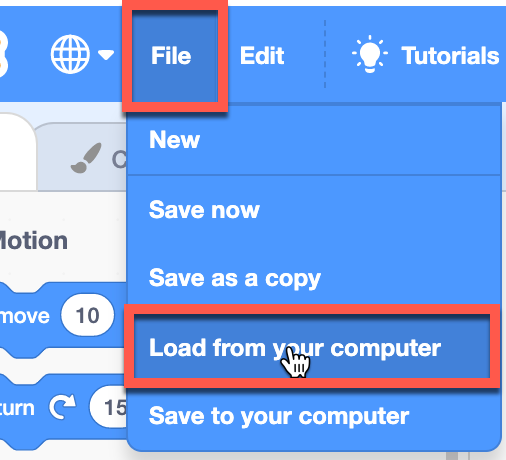 File Edit Tutorials
New
Save now
Motion
Save as a copy
move 10
Load from your computer
turn 15
Save to your computer